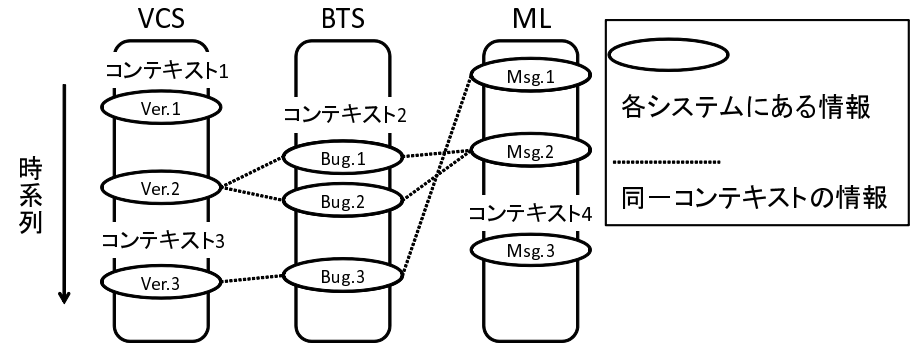 VCS
BTS
ML
コンテキスト1
Ver.1
Ver.2
コンテキスト3
Ver.3
コンテキスト2
Bug.1
Bug.2
Bug.3
Msg.1
Msg.2
コンテキスト4
Msg.3
時系列
各システムにある情報
同一コンテキストの情報